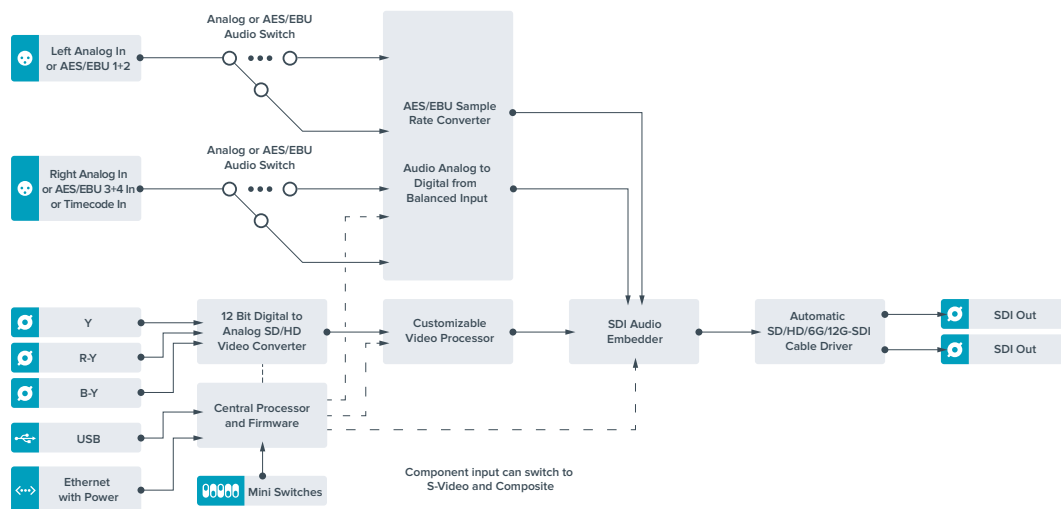 Analog or AES/EBU
Audio Switch
Left Analog In
or AES/EBU 1+2
AES/EBU Sample
Rate Converter
Analog or AES/EBU
Audio Switch
Right Analog In
or AES/EBU 3+4 In
or Timecode In
Audio Analog to
Digital from
Balanced Input
Y
R-Y
B-Y
12 Bit Digital to
Analog SD/HD
Video Converter
Customizable
Video Processor
SDI Audio
Embedder
Automatic
SD/HD/6G/12G-SDI
Cable Driver
SDI Out
SDI Out
Central Processor
and Firmware
USB
Ethernet
with Power
Mini Switches
Component input can switch to
S-Video and Composite